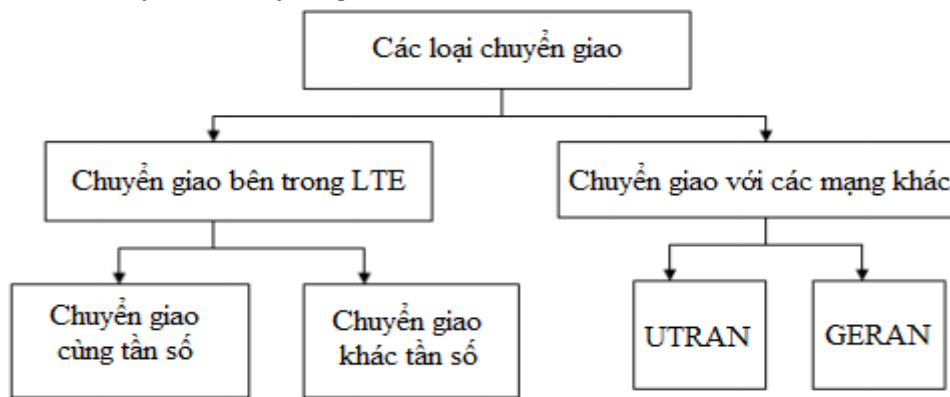 Các loại chuyển giao
Chuyển giao bên trong LTE
Chuyển giao với các mạng khác
Chuyển giao
cùng tần số
Chuyển giao
khác tần số
UTRAN
GERAN